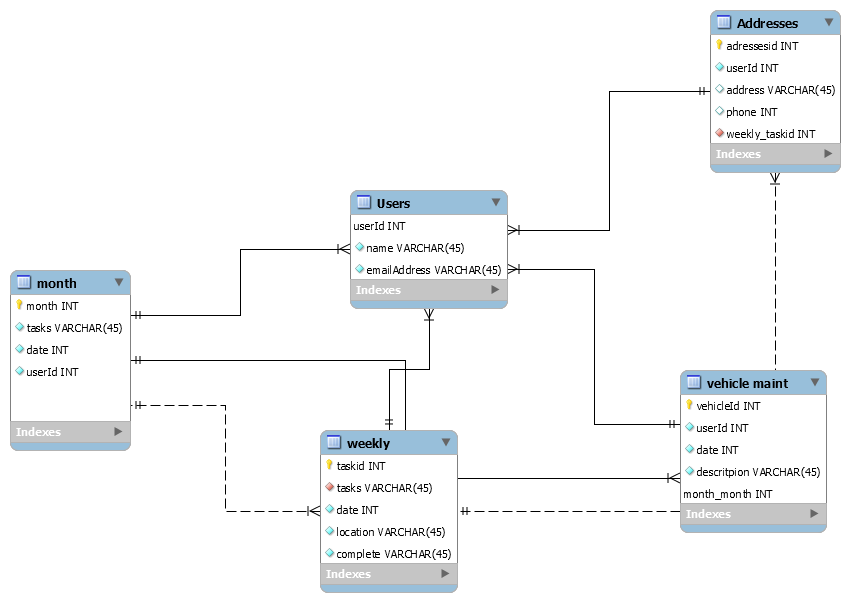 Addresses
adressesid INT
userId INT
address VARCHAR(45)
phone INT
weekly_taskid INT
Indexes
Users
userId INT
name VARCHAR(45)
emailAddress VARCHAR(45)
Indexes
month
month INT
tasks VARCHAR(45)
date INT
userId INT
Indexes
vehicle maint
vehicleId INT
userId INT
date INT
descritpion VARCHAR(45)
month_month INT
Indexes
weekly
taskid INT
tasks VARCHAR(45)
date INT
location VARCHAR(45)
complete VARCHAR(45)
Indexes